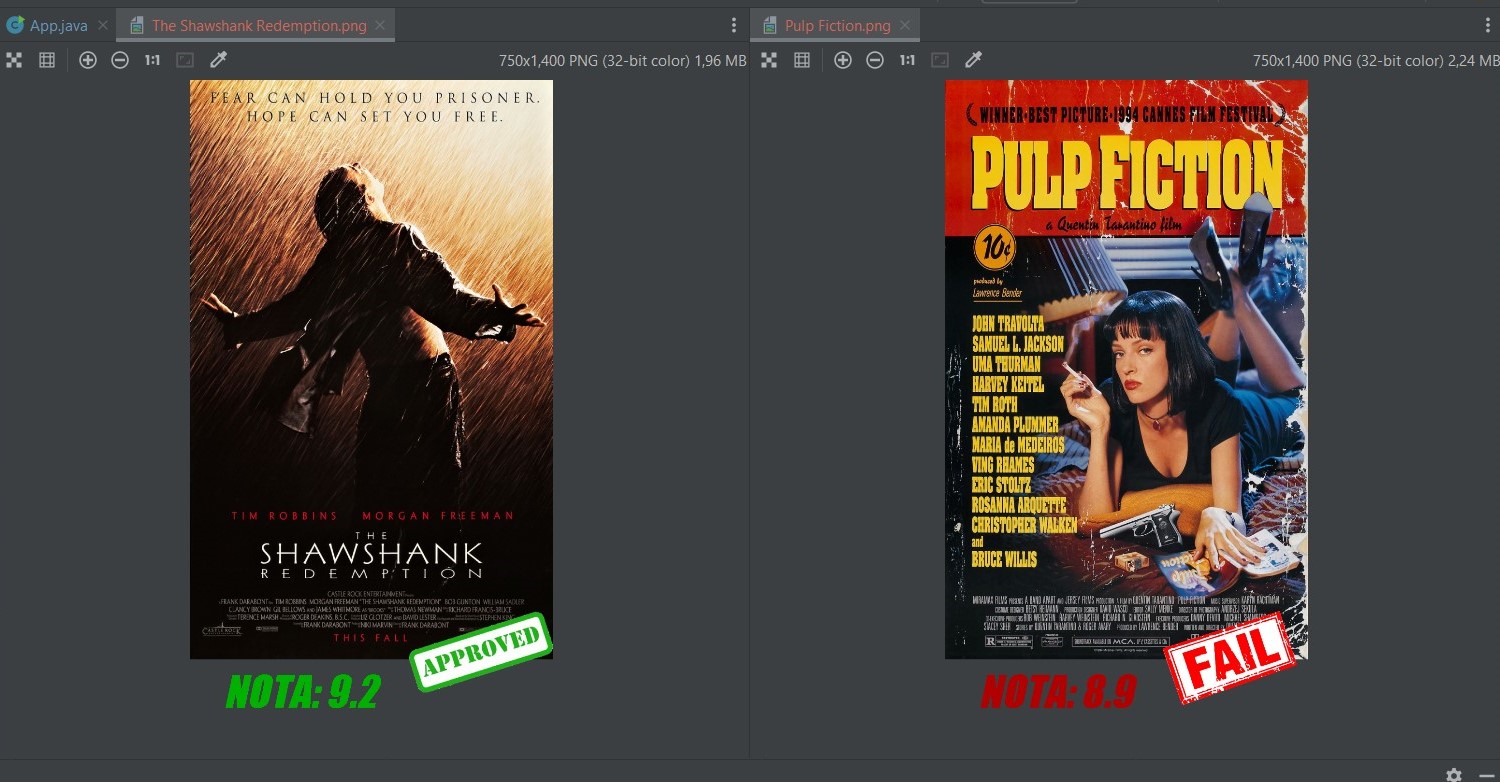 App.java
The Shawshank Redemption.png
1:1
750x1,400 PNG (32-bit color) 1,96 MB
FEAR CAN HOLD YOU PRISONER.
HOPE CAN SET YOU FREE.
TIM ROBBINS MORGAN FREEMAN
THE
SHAWSHANK
REDEMPTION
CASTLE ROCK ENTERTAINMENT
THIS FALL
APPROVED
NOTA: 9.2
Pulp Fiction.png
1:1
750x1,400 PNG (32-bit color) 2,24 MB
WINNER-BEST PICTURE-1994 CANNES FILM FESTIVAL
PULP FICTION
a Quentin Tarantino film
10¢
produced by
Lawrence Bender
JOHN TRAVOLTA
SAMUEL L. JACKSON
UMA THURMAN
HARVEY KEITEL
TIM ROTH
AMANDA PLUMMER
MARIA de MEDEIROS
VING RHAMES
ERIC STOLTZ
ROSANNA ARQUETTE
CHRISTOPHER WALKEN
and
BRUCE WILLIS
FAIL
NOTA: 8.9